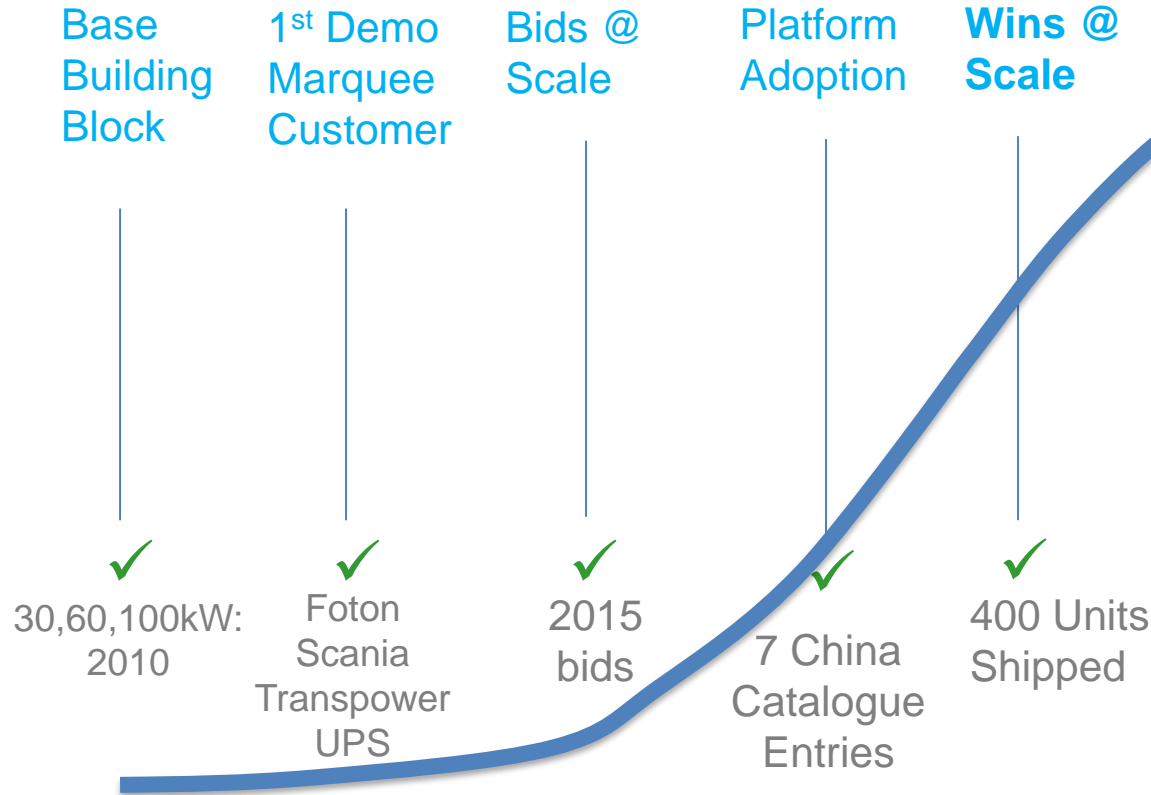 Base
Building
Block
1st Demo
Marquee
Customer
Bids @
Scale
Platform
Adoption
Wins @
Scale
30,60,100kW:
2010
Foton
Scania
Transpower
UPS
2015
bids
7 China
Catalogue
Entries
400 Units
Shipped